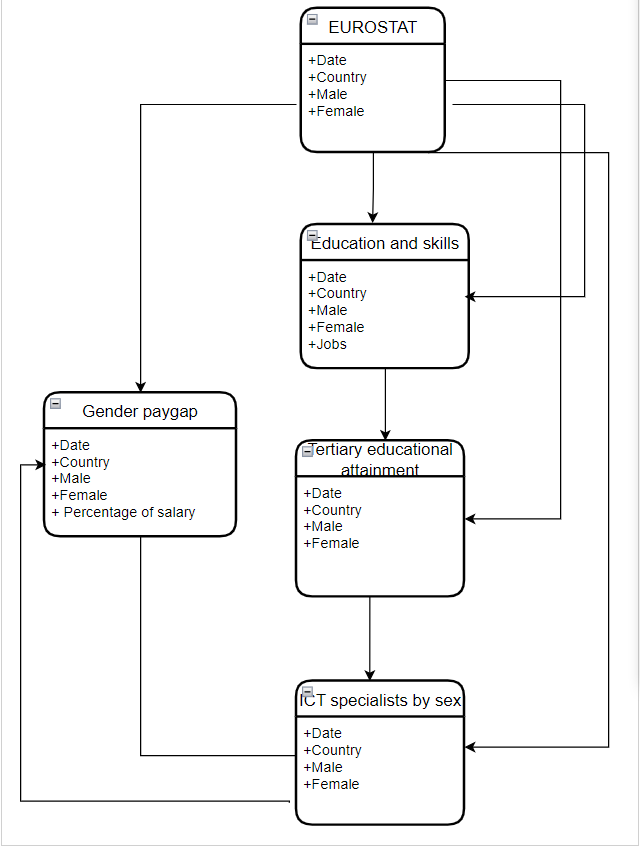 EUROSTAT
+Date
+Country
+Male
+Female
Education and skills
+Date
+Country
+Male
+Female
+Jobs
Gender paygap
+Date
+Country
+Male
+Female
+ Percentage of salary
Tertiary educational
attainment
+Date
+Country
+Male
+Female
ICT specialists by sex
+Date
+Country
+Male
+Female